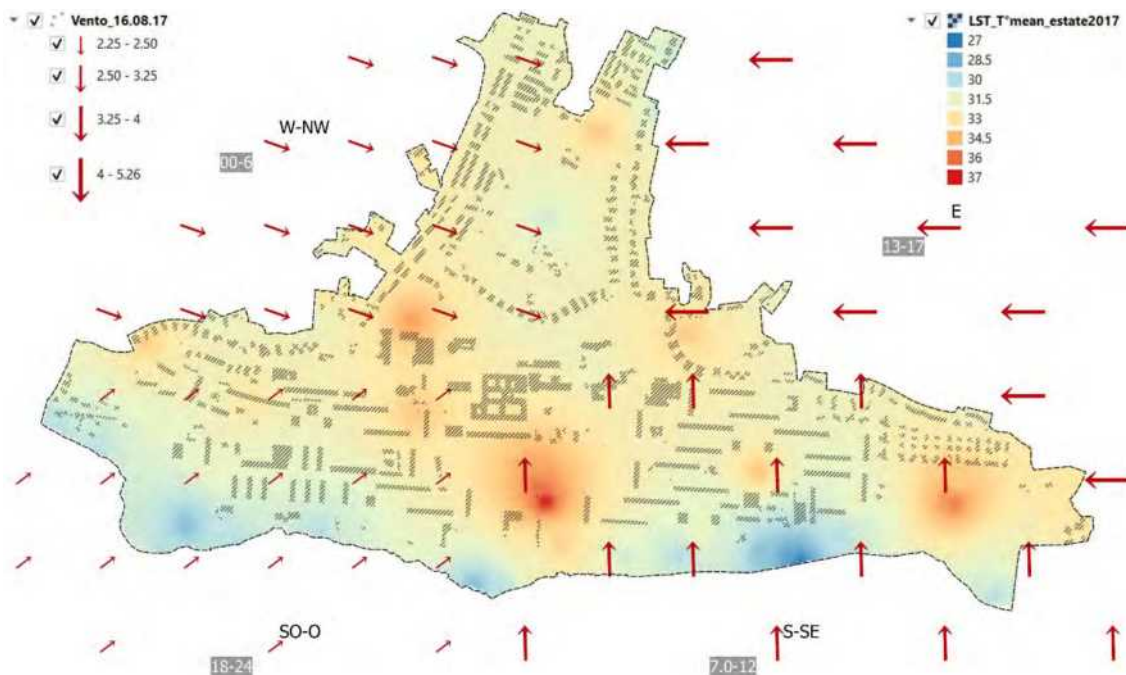 Vento_16.08.17
2.25 - 2.50
2.50 - 3.25
3.25 - 4
4 - 5.26
LST_T°mean_estate2017
27
28.5
30
31.5
33
34.5
36
37
W-NW
00-6
E
13-17
SO-O
18-24
S-SE
7.0-12